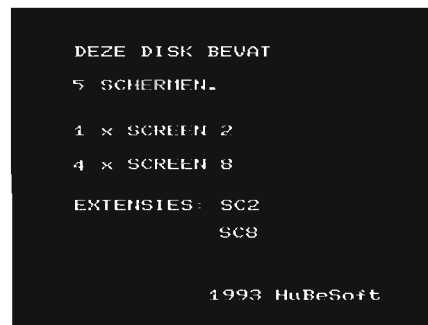 DEZE DISK BEVAT
5 SCHERMEN.
1 x SCREEN 2
4 x SCREEN 8
EXTENSIES: SC2
SC8
1993 HuBeSoft